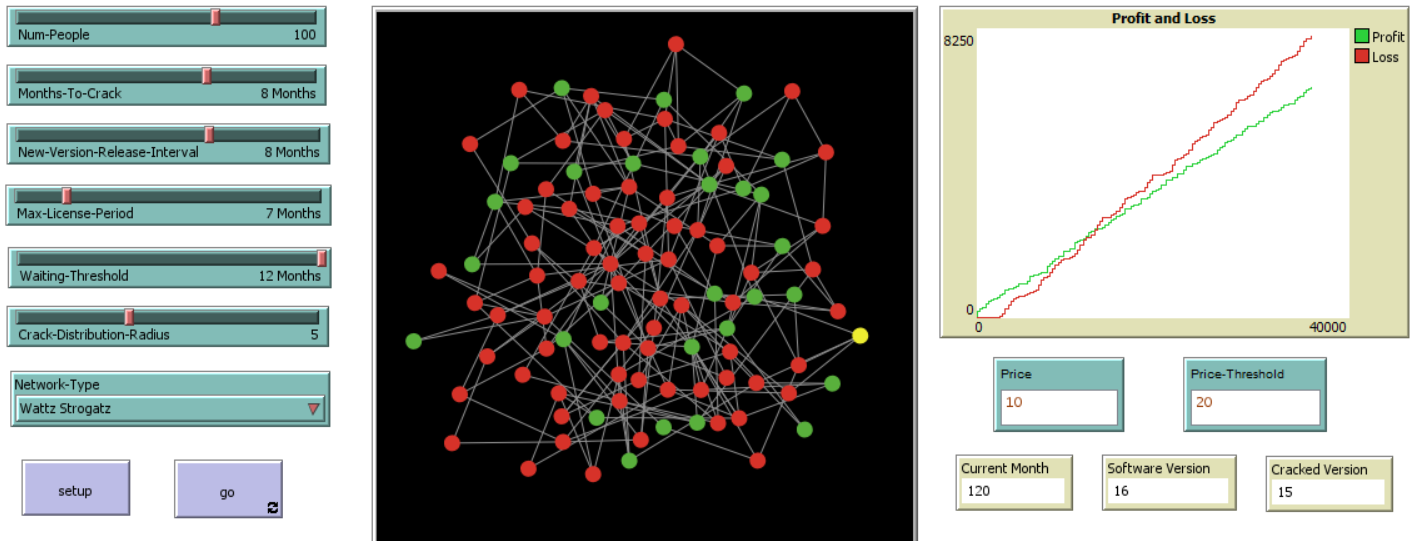 Num-People 100
Months-To-Crack 8 Months
New-Version-Release-Interval 8 Months
Max-License-Period 7 Months
Waiting-Threshold 12 Months
Crack-Distribution-Radius 5
Network-Type
Wattz Strogatz
setup go
Profit and Loss
8250
0
0 40000
Profit
Loss
Price Price-Threshold
10 20
Current Month Software Version Cracked Version
120 16 15